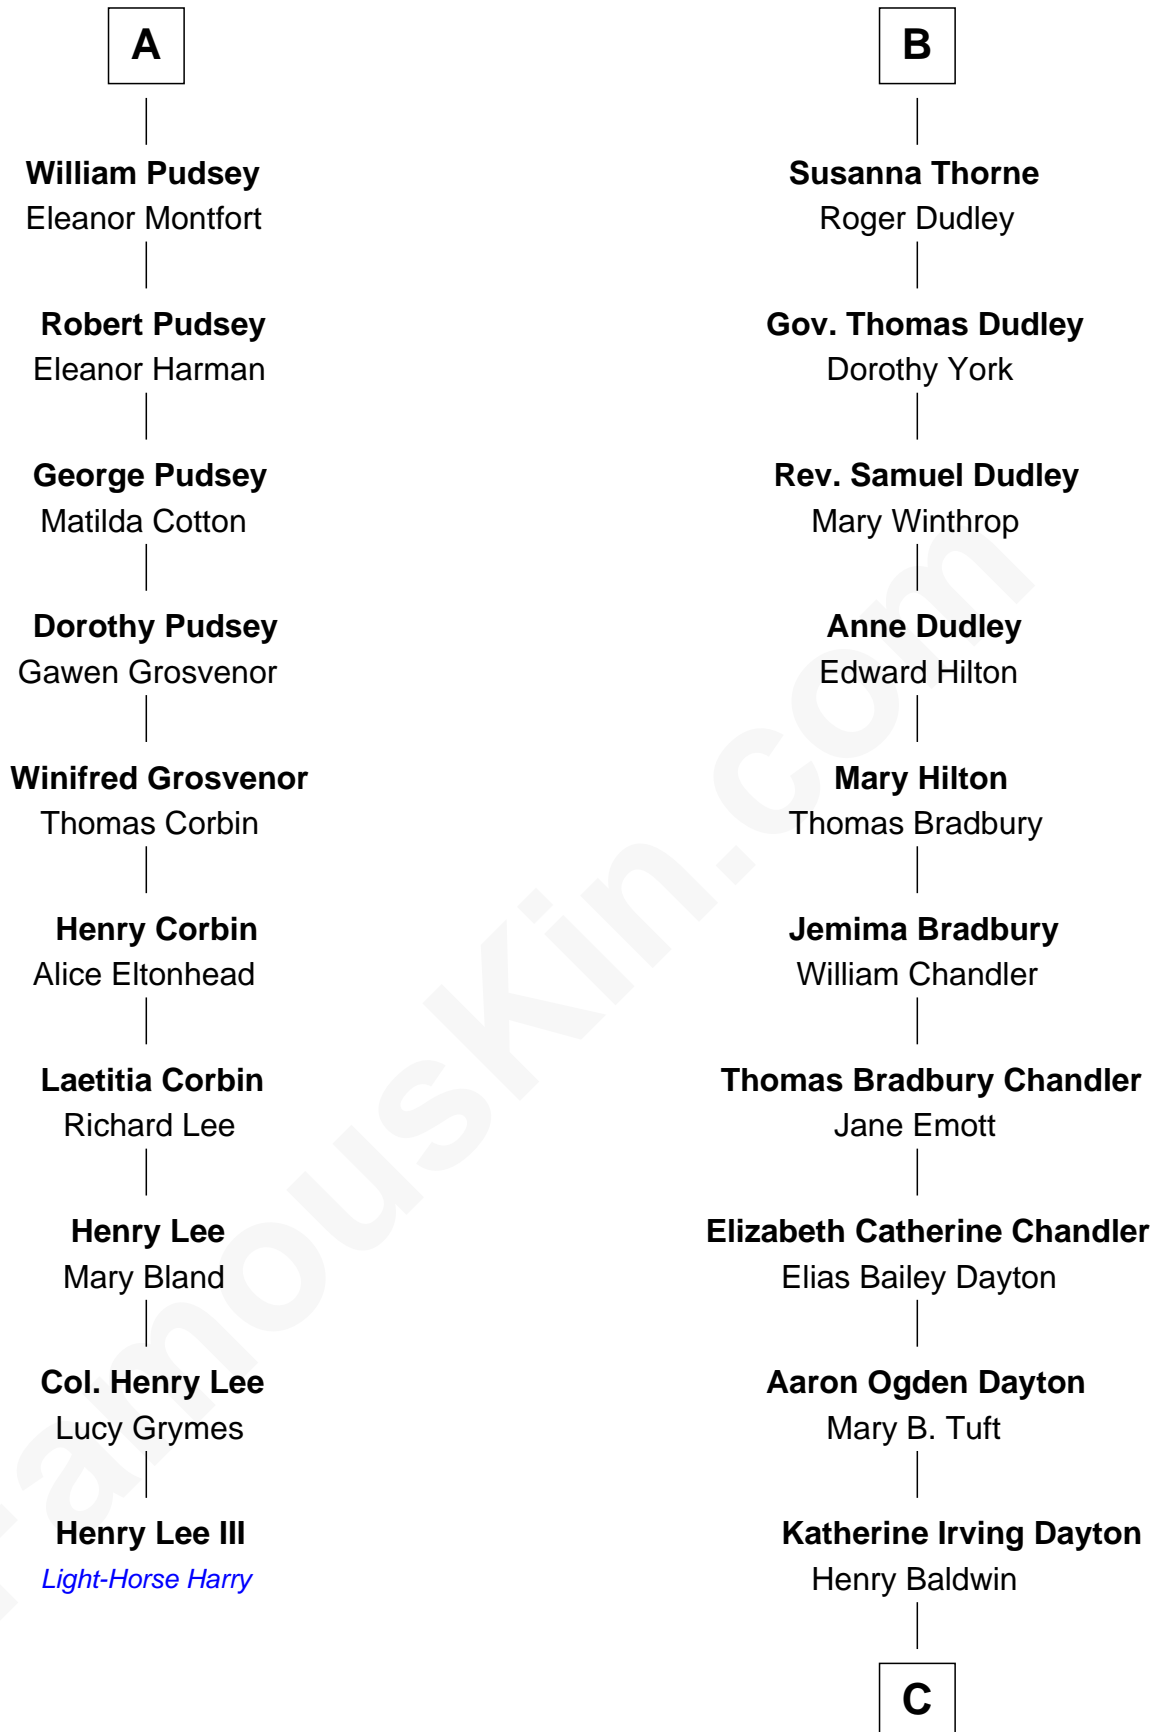 A
William Pudsey
Eleanor Montfort
Robert Pudsey
Eleanor Harman
George Pudsey
Matilda Cotton
Dorothy Pudsey
Gawen Grosvenor
Winifred Grosvenor
Thomas Corbin
Henry Corbin
Alice Eltonhead
Laetitia Corbin
Richard Lee
Henry Lee
Mary Bland
Col. Henry Lee
Lucy Grymes
Henry Lee III
Light-Horse Harry
B
Susanna Thorne
Roger Dudley
Gov. Thomas Dudley
Dorothy York
Rev. Samuel Dudley
Mary Winthrop
Anne Dudley
Edward Hilton
Mary Hilton
Thomas Bradbury
Jemima Bradbury
William Chandler
Thomas Bradbury Chandler
Jane Emott
Elizabeth Catherine Chandler
Elias Bailey Dayton
Aaron Ogden Dayton
Mary B. Tuft
Katherine Irving Dayton
Henry Baldwin
C
FamousKin.com